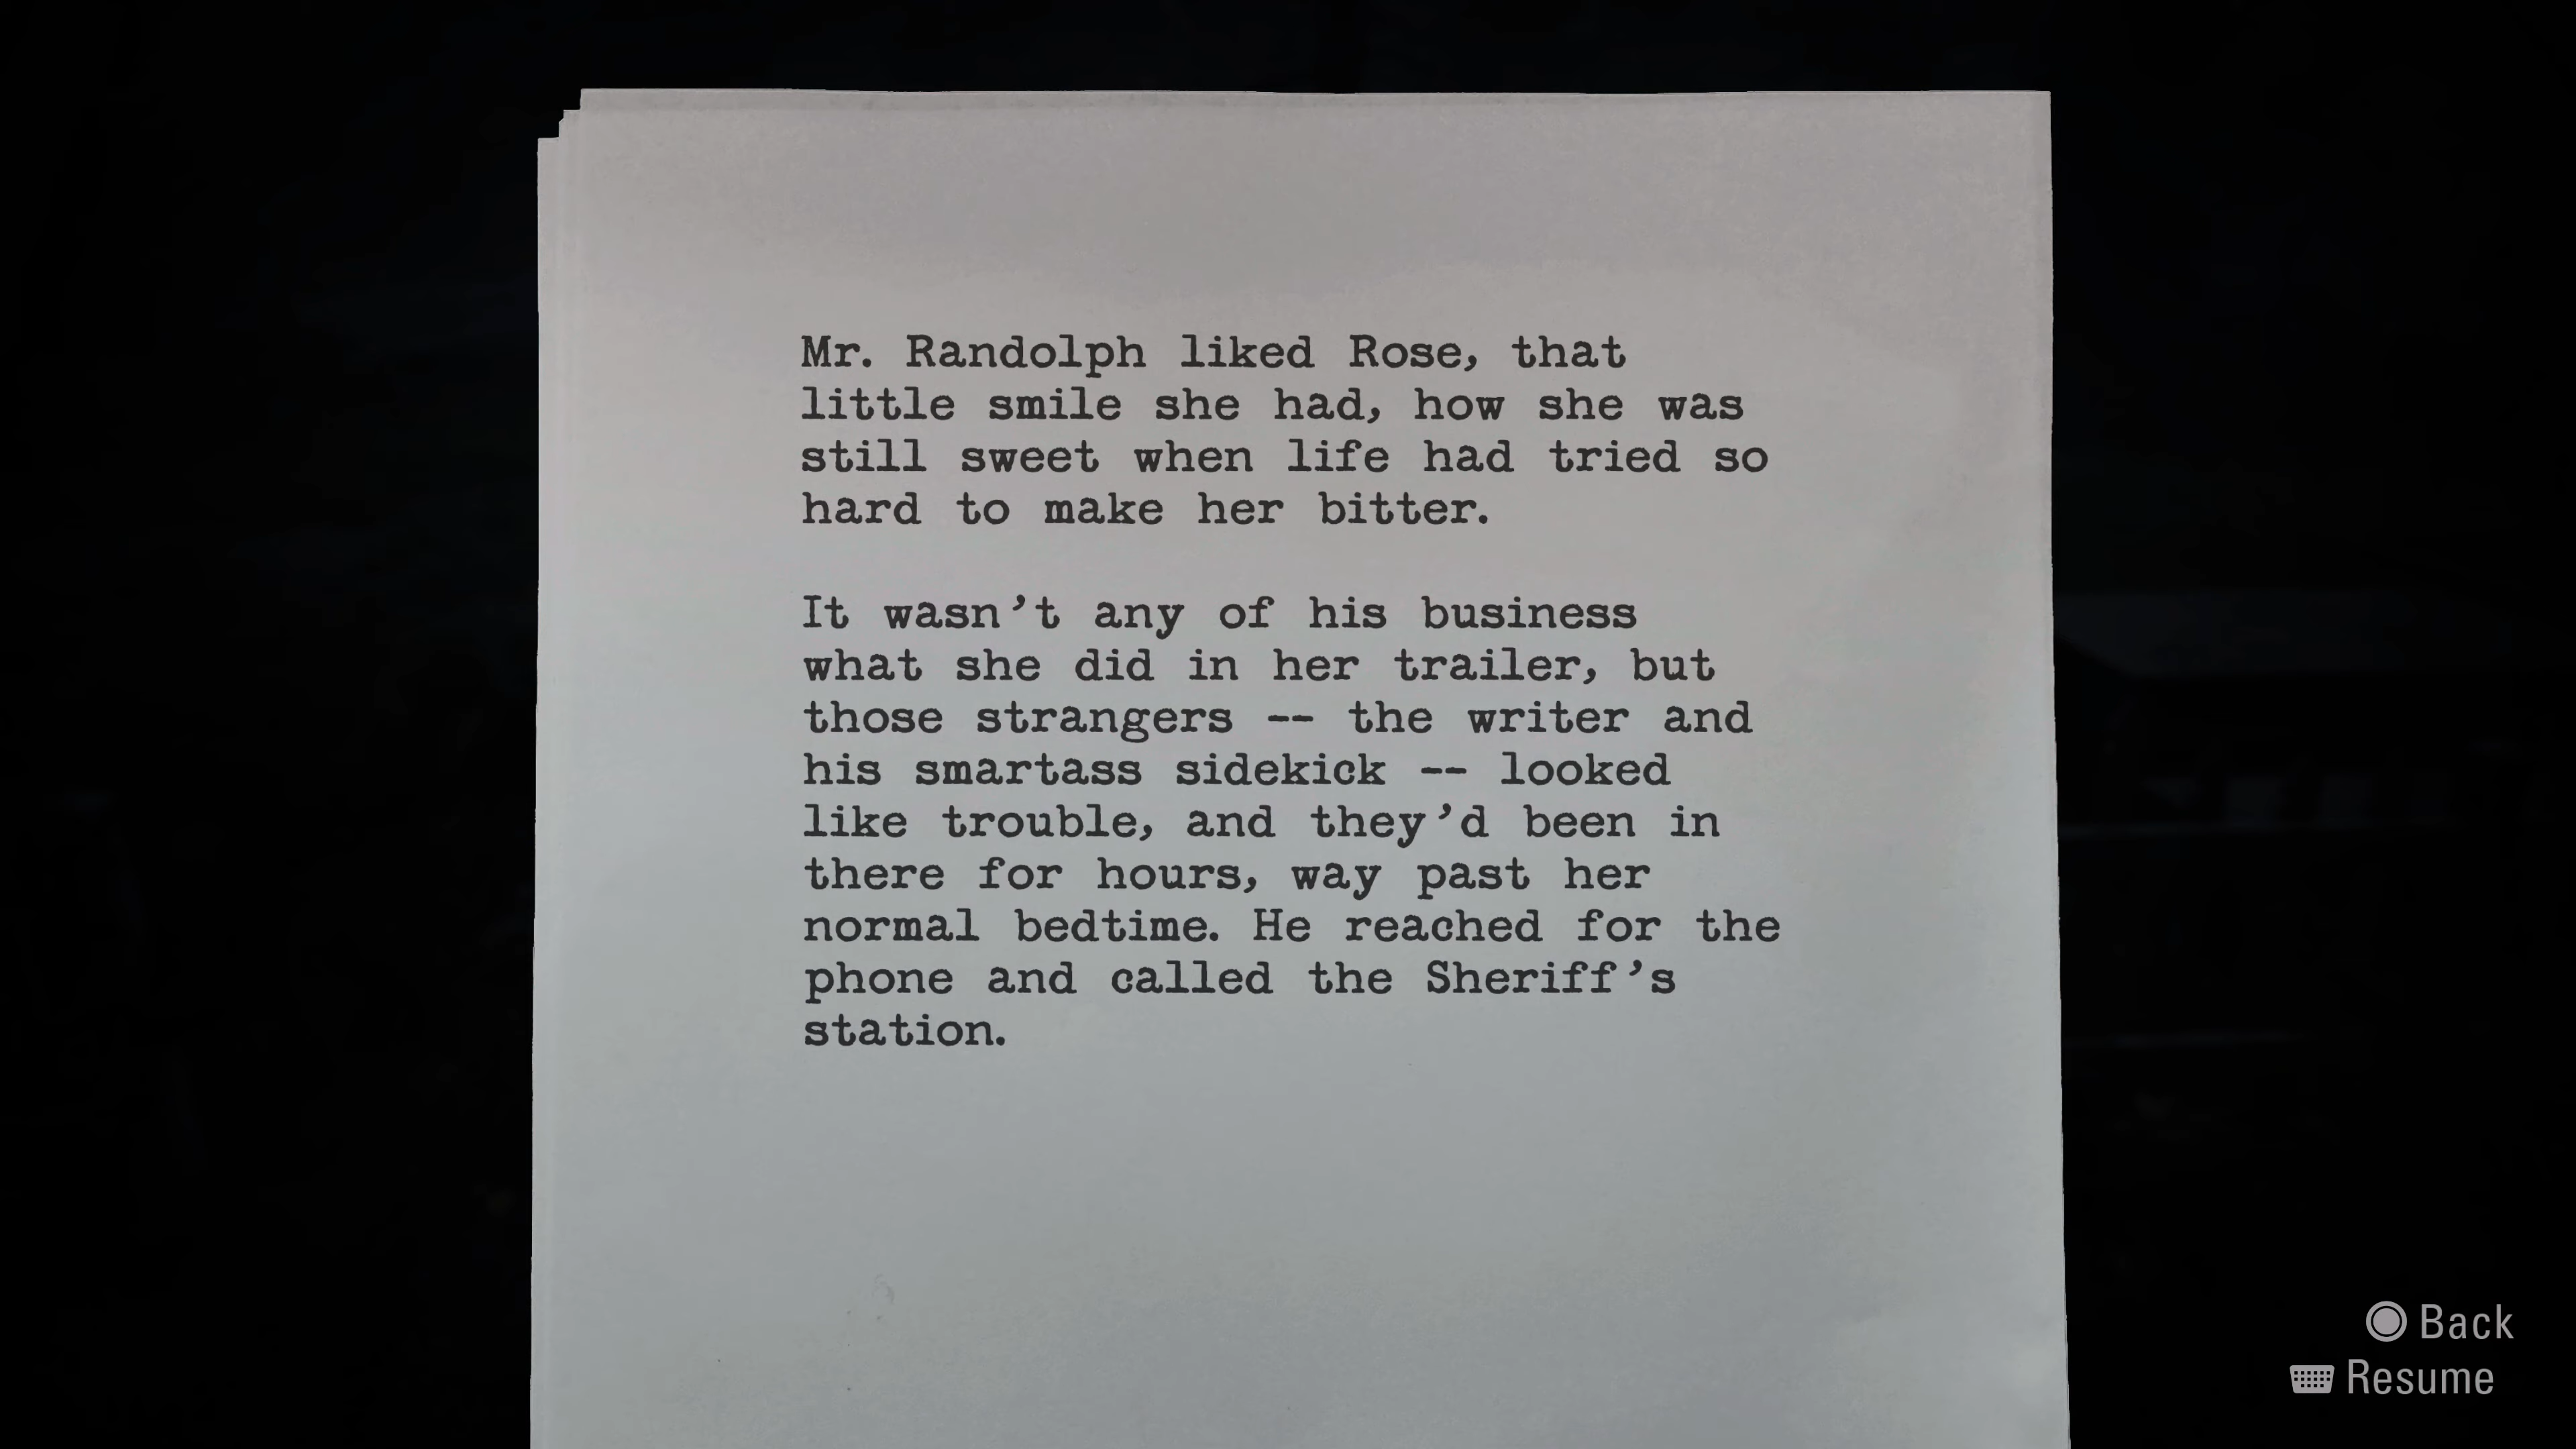 Mr. Randolph liked Rose, that
little smile she had, how she was
still sweet when life had tried so
hard to make her bitter.
It wasn’t any of his business
what she did in her trailer, but
those strangers -- the writer and
his smartass sidekick -- looked
like trouble, and they’d been in
there for hours, way past her
normal bedtime. He reached for the
phone and called the Sheriff’s
station.
Back
Resume